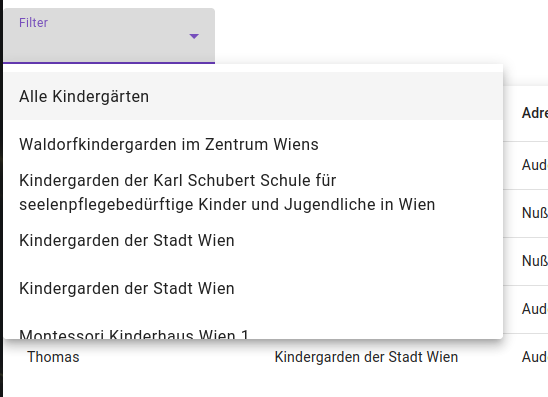 Filter
Alle Kindergärten
Adre
Waldorfkindergarden im Zentrum Wiens
Aud
Kindergarden der Karl Schubert Schule für
seelenpflegebedürftige Kinder und Jugendliche in Wien
Nuß
Kindergarden der Stadt Wien
Nuß
Kindergarden der Stadt Wien
Aud
Montessori Kinderhaus Wien 1
Thomas Kindergarden der Stadt Wien Aud